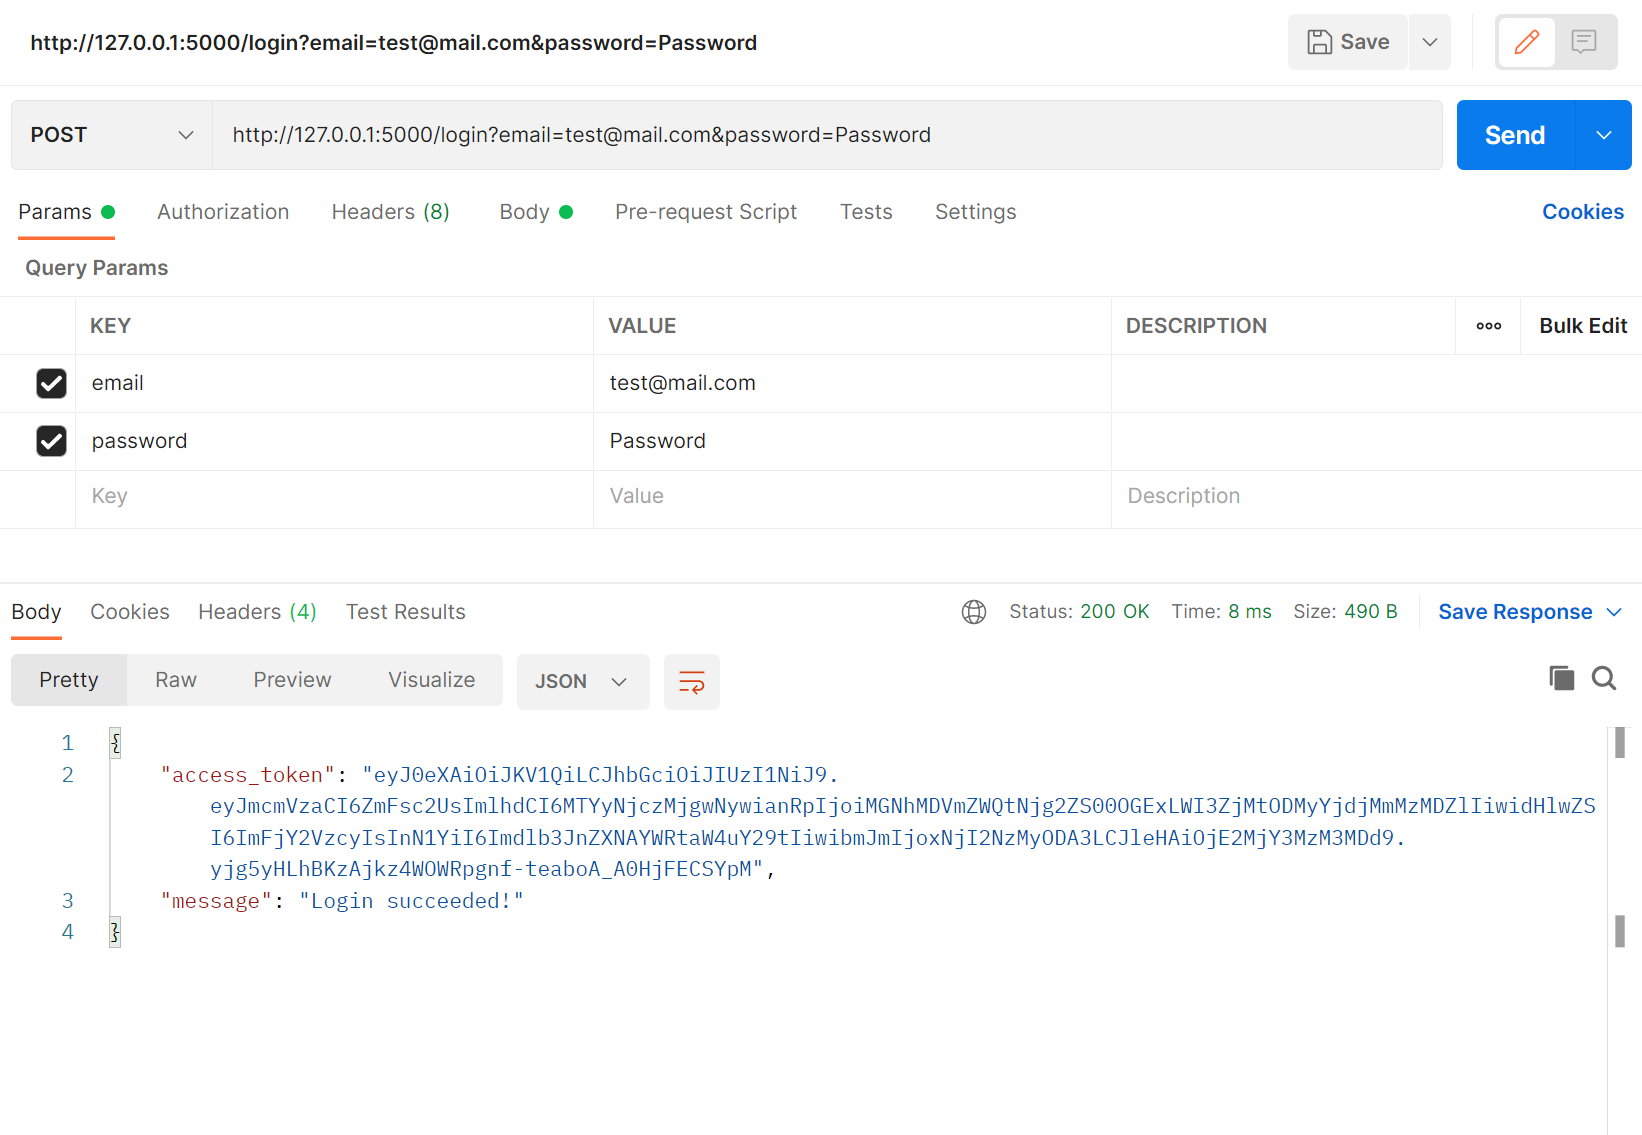 http://127.0.0.1:5000/login?email=test@mail.com&password=Password
Save
POST
http://127.0.0.1:5000/login?email=test@mail.com&password=Password
Send
Params
Authorization
Headers (8)
Body
Pre-request Script
Tests
Settings
Cookies
Query Params
KEY VALUE DESCRIPTION ooo Bulk Edit
email test@mail.com
password Password
Key Value Description
Body Cookies Headers (4) Test Results Status: 200 OK Time: 8 ms Size: 490 B Save Response
Pretty Raw Preview Visualize JSON
1 {
2 "access_token": "eyJ0eXAiOiJKV1QiLCJhbGciOiJIUzI1NiJ9.
eyJmcmVzaCI6ZmFsc2UsImlhdCI6MTYyNjczMjgwNywianRpIjoiMGNhMDVmZWQtNjg2ZS00OGExLWI3ZjMtODMyYjdjMmMzMDZlIiwidHlwZS
I6ImFjY2VzcyIsInN1YiI6Imdlb3JnZXNAYWRtaW4uY29tIiwibmJmIjoxNjI2NzMyODA3LCJleHAiOjE2MjY3MzM3MDd9.
yjg5yHLhBKzAjkz4WOWRpgnf-teaboA_A0HjFECSYpM",
3 "message": "Login succeeded!"
4 }